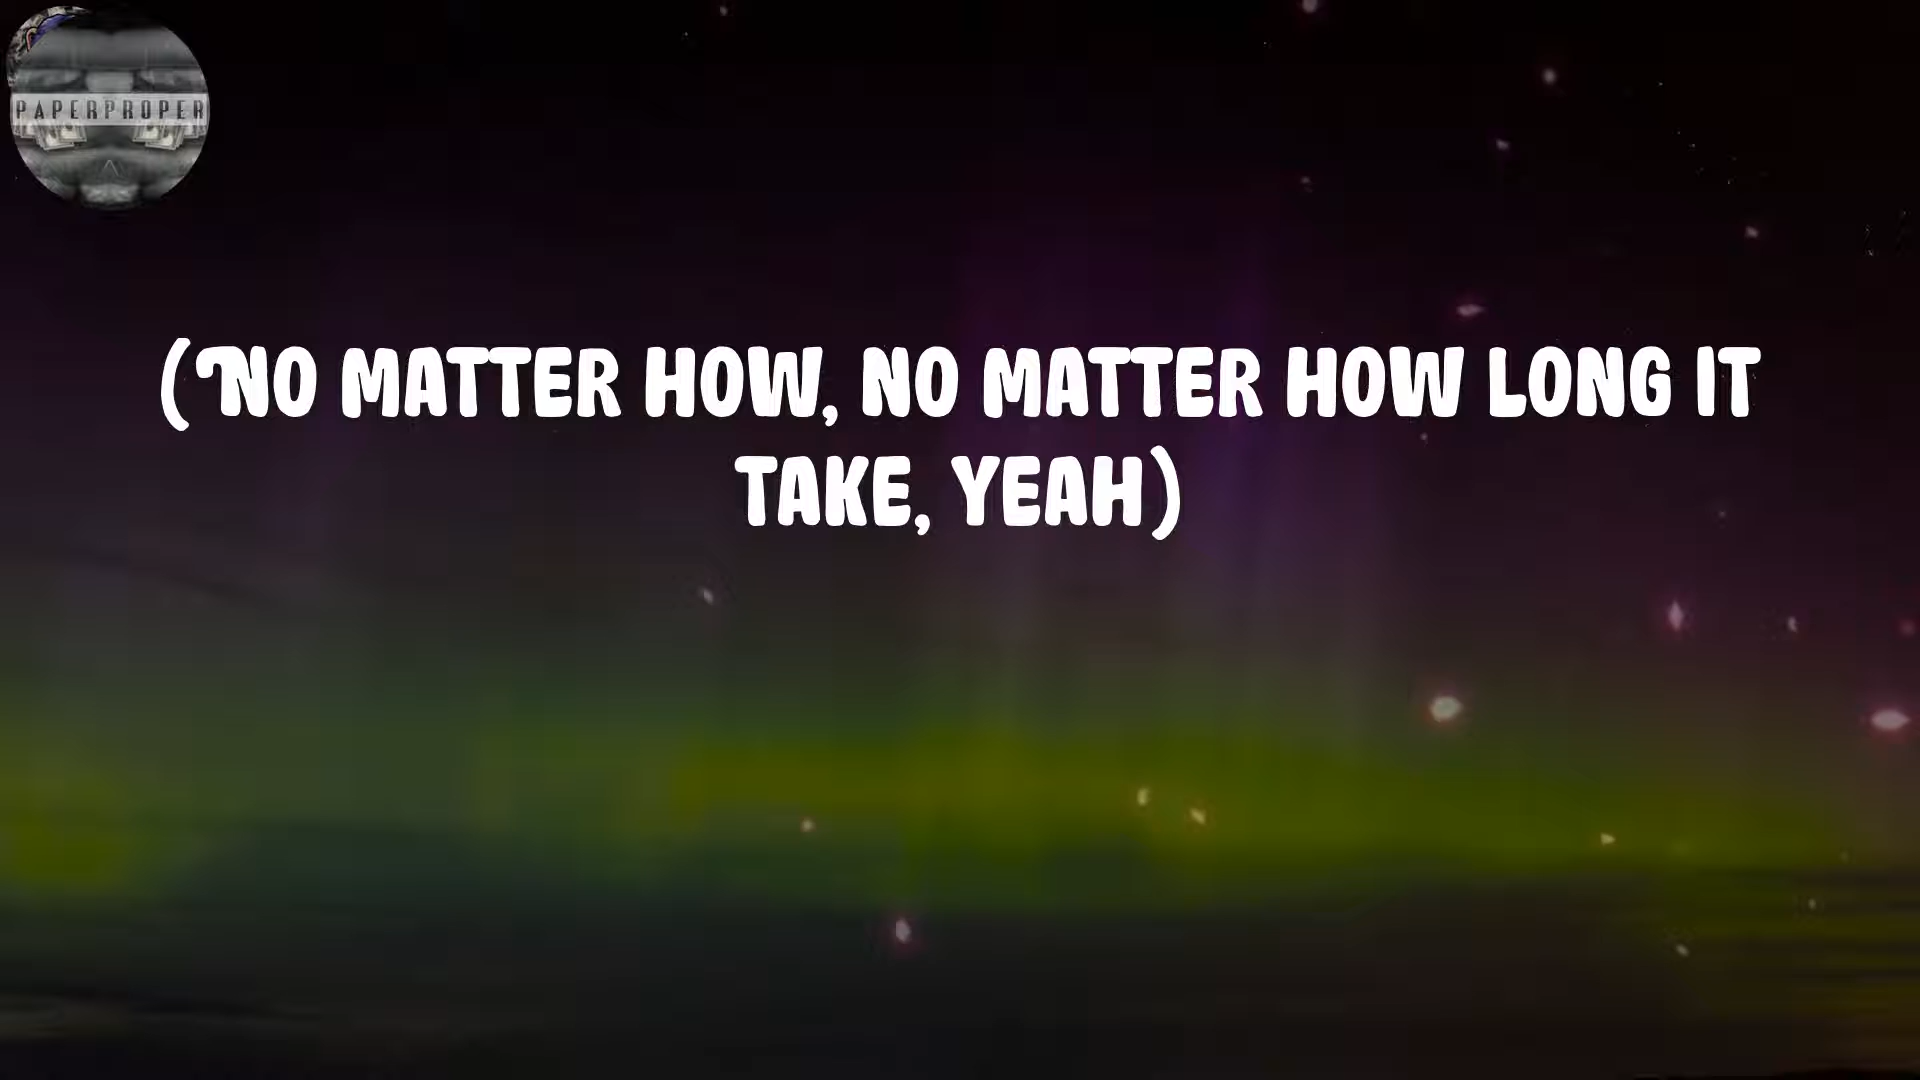 PAPERPROPER
(NO MATTER HOW, NO MATTER HOW LONG IT
TAKE, YEAH)